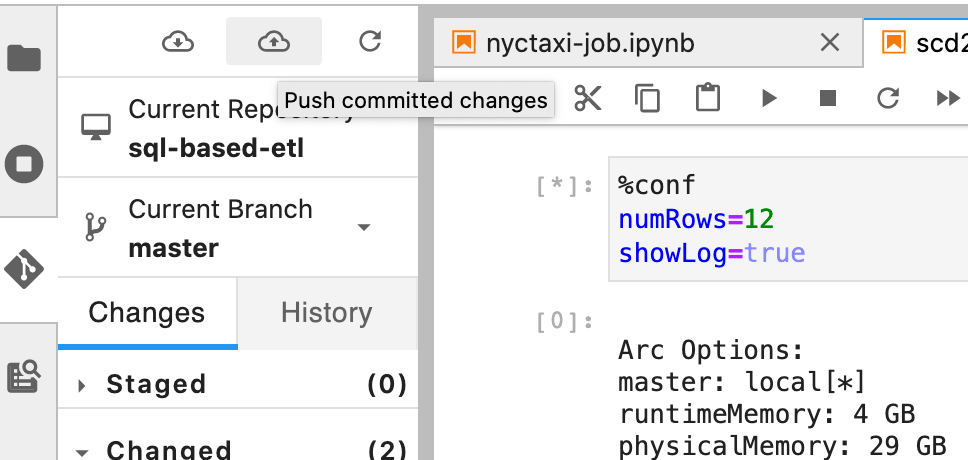 Push committed changes
Current Repository
sql-based-etl
Current Branch
master
Changes
History
Staged (0)
Changed (2)
nyctaxi-job.ipynb
scd2
[*]:
%conf
numRows=12
showLog=true
[0]:
Arc Options:
master: local[*]
runtimeMemory: 4 GB
physicalMemory: 29 GB